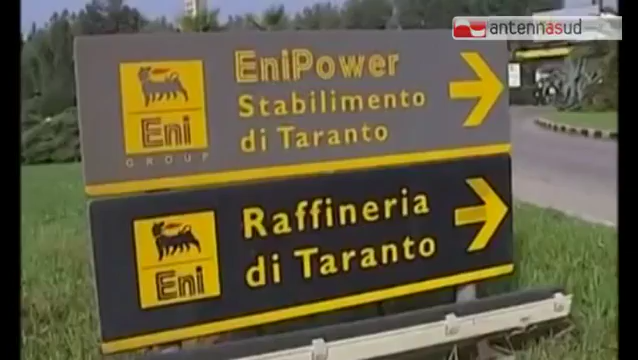 antennasud
EniPower
Stabilimento
di Taranto
Eni
GROUP
Raffineria
di Taranto
Eni